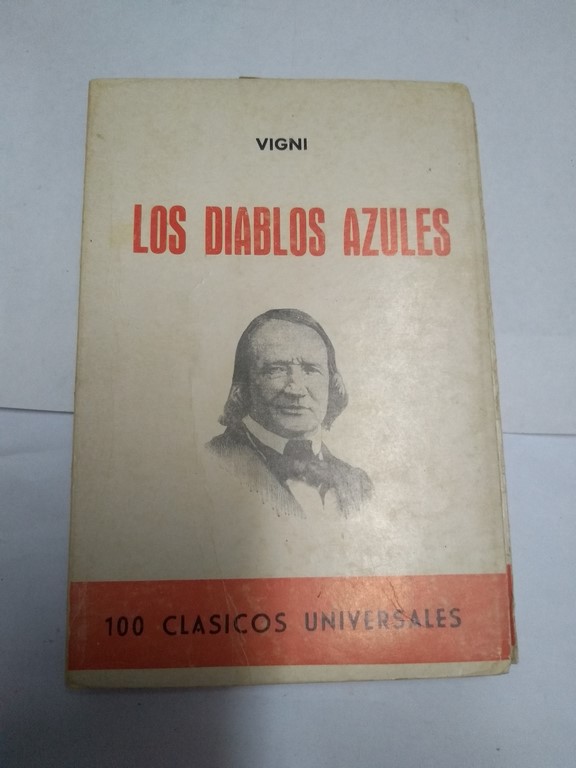 VIGNI
LOS DIABLOS AZULES
100 CLASICOS UNIVERSALES